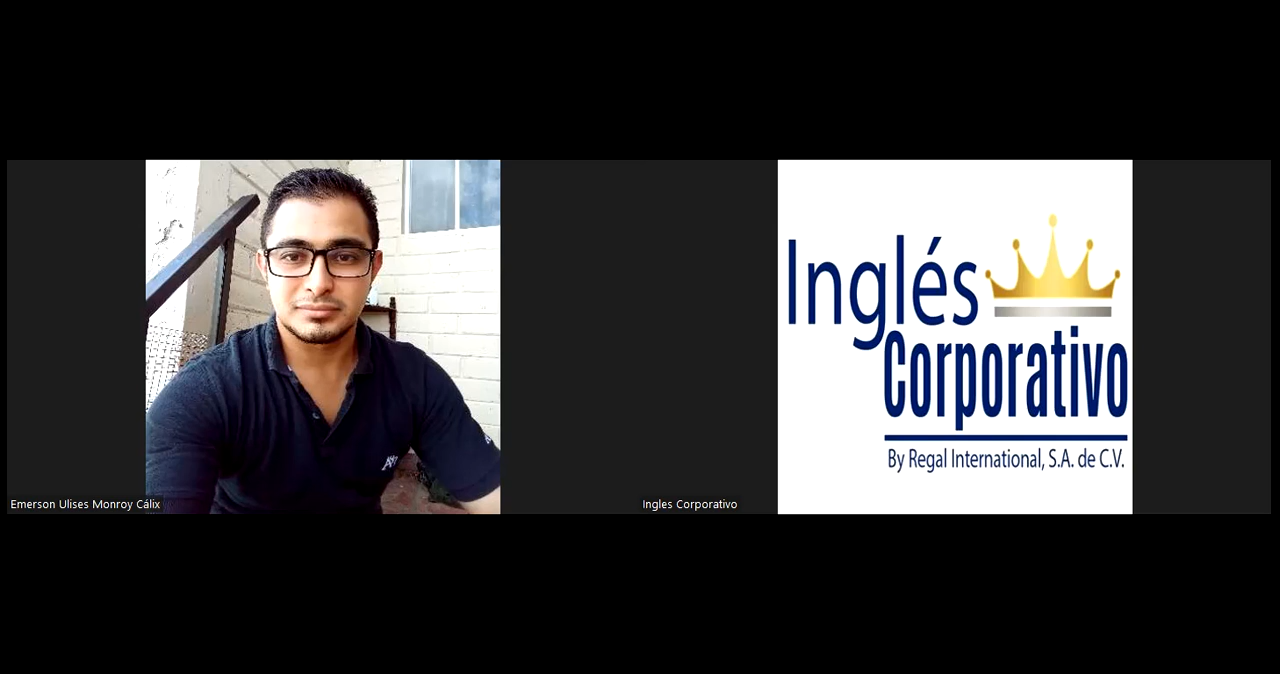 Inglés
Corporativo
By Regal International, S.A. de C.V.
Emerson Ulises Monroy Cálix
Ingles Corporativo